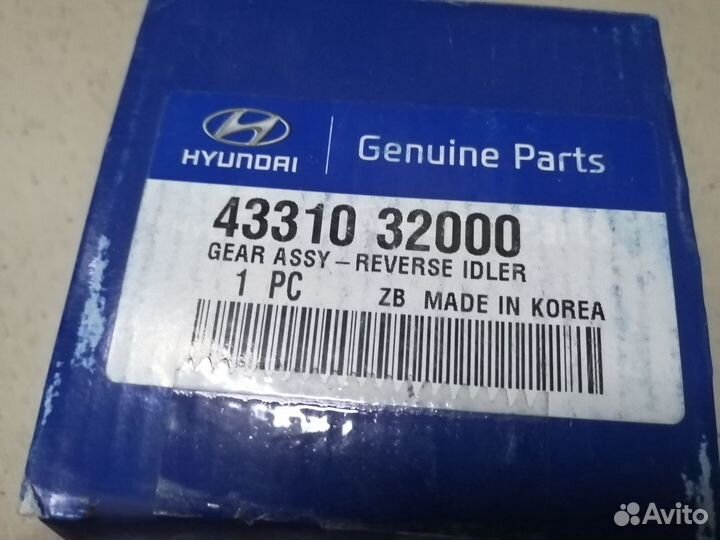 HYUNDAI
Genuine Parts
43310 32000
GEAR ASSY – REVERSE IDLER
1 PC ZB MADE IN KOREA
Avito